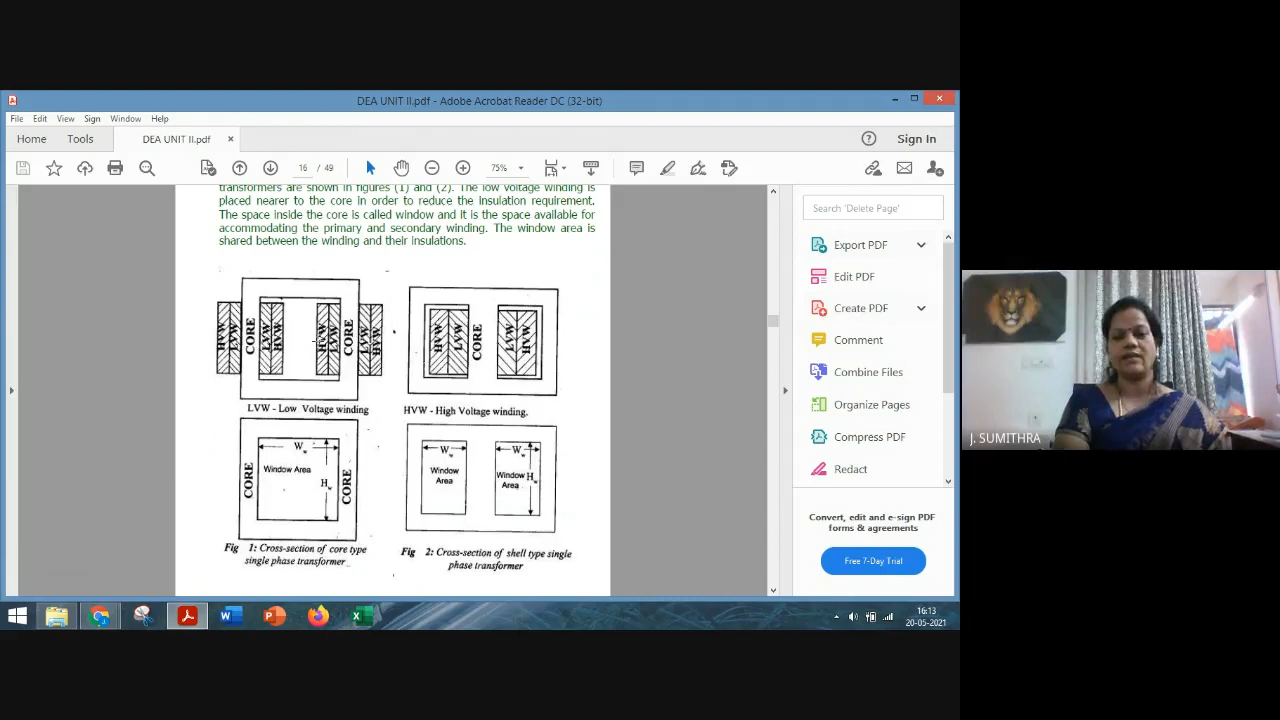 DEA UNIT II.pdf - Adobe Acrobat Reader DC (32-bit)
File Edit View Sign Window Help
Home Tools DEA UNIT II.pdf × Sign In
16 / 49 75%
transformers are shown in figures (1) and (2). The low voltage winding is
placed nearer to the core in order to reduce the insulation requirement.
The space inside the core is called window and it is the space available for
accommodating the primary and secondary winding. The window area is
shared between the winding and their insulations.
HVW LVW CORE LVW HVW HVW LVW CORE LVW HVW
HVW LVW CORE LVW HVW
LVW - Low Voltage winding HVW - High Voltage winding.
CORE Ww Window Area Hw CORE
Ww Window Area Ww Window Area Hw
Fig 1: Cross-section of core type
single phase transformer
Fig 2: Cross-section of shell type single
phase transformer
Search 'Delete Page'
Export PDF
Edit PDF
Create PDF
Comment
Combine Files
Organize Pages
Compress PDF
Redact
Convert, edit and e-sign PDF
forms & agreements
Free 7-Day Trial
16:13
20-05-2021
J. SUMITHRA